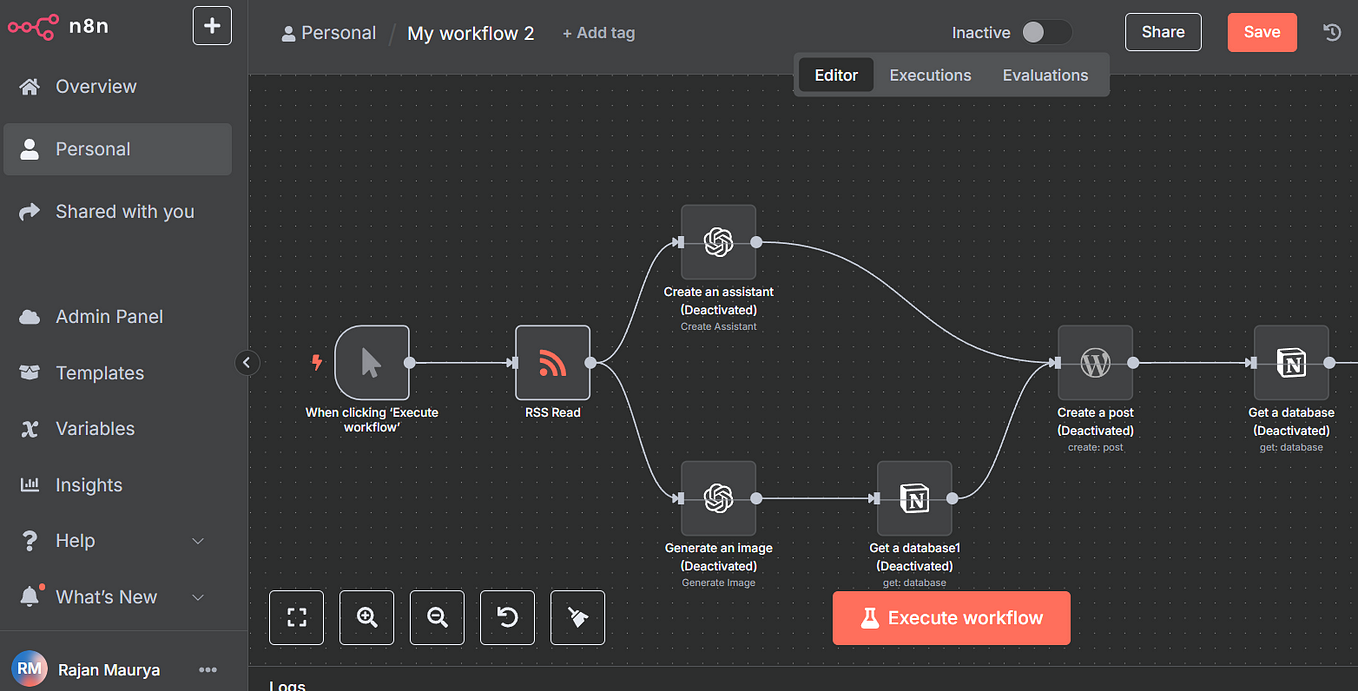 n8n
Personal / My workflow 2 + Add tag
Inactive
Share
Save
Editor Executions Evaluations
Overview
Personal
Shared with you
Admin Panel
Templates
Variables
Insights
Help
What's New
RM Rajan Maurya
When clicking ‘Execute
workflow’
RSS Read
Create an assistant
(Deactivated)
Create Assistant
Generate an image
(Deactivated)
Generate Image
Get a database1
(Deactivated)
get: database
Create a post
(Deactivated)
create: post
Get a database
(Deactivated)
get: database
Execute workflow
Logs